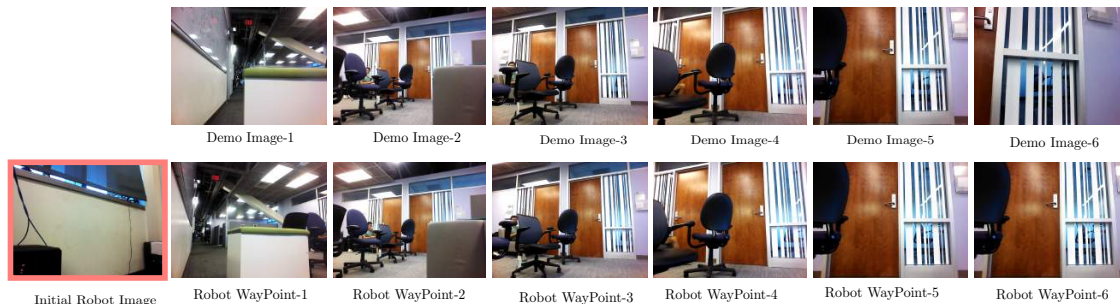 Demo Image-1
Demo Image-2
Demo Image-3
Demo Image-4
Demo Image-5
Demo Image-6
Initial Robot Image
Robot WayPoint-1
Robot WayPoint-2
Robot WayPoint-3
Robot WayPoint-4
Robot WayPoint-5
Robot WayPoint-6